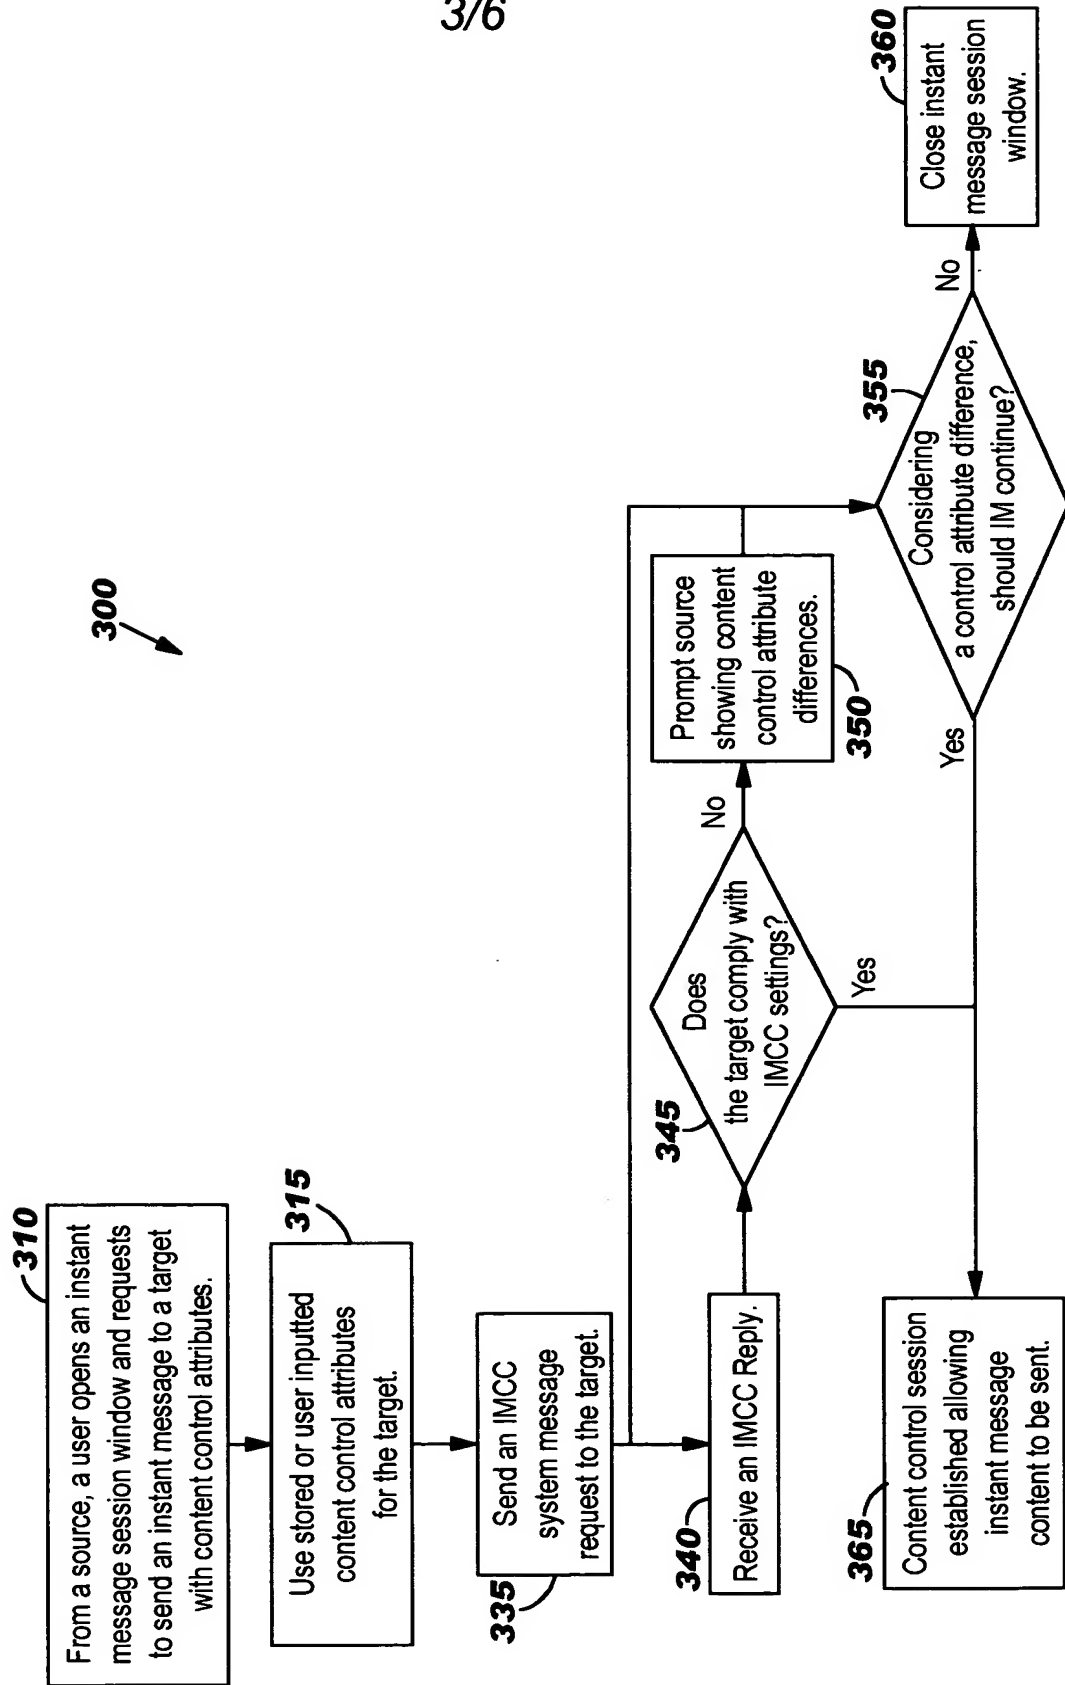 3/6
300
310
From a source, a user opens an instant
message session window and requests
to send an instant message to a target
with content control attributes.
315
Use stored or user inputted
content control attributes
for the target.
335
Send an IMCC
system message
request to the target.
340
Receive an IMCC Reply.
345
Does
the target comply with
IMCC settings?
No
Yes
350
Prompt source
showing content
control attribute
differences.
355
Considering
a control attribute difference,
should IM continue?
No
Yes
360
Close instant
message session
window.
365
Content control session
established allowing
instant message
content to be sent.